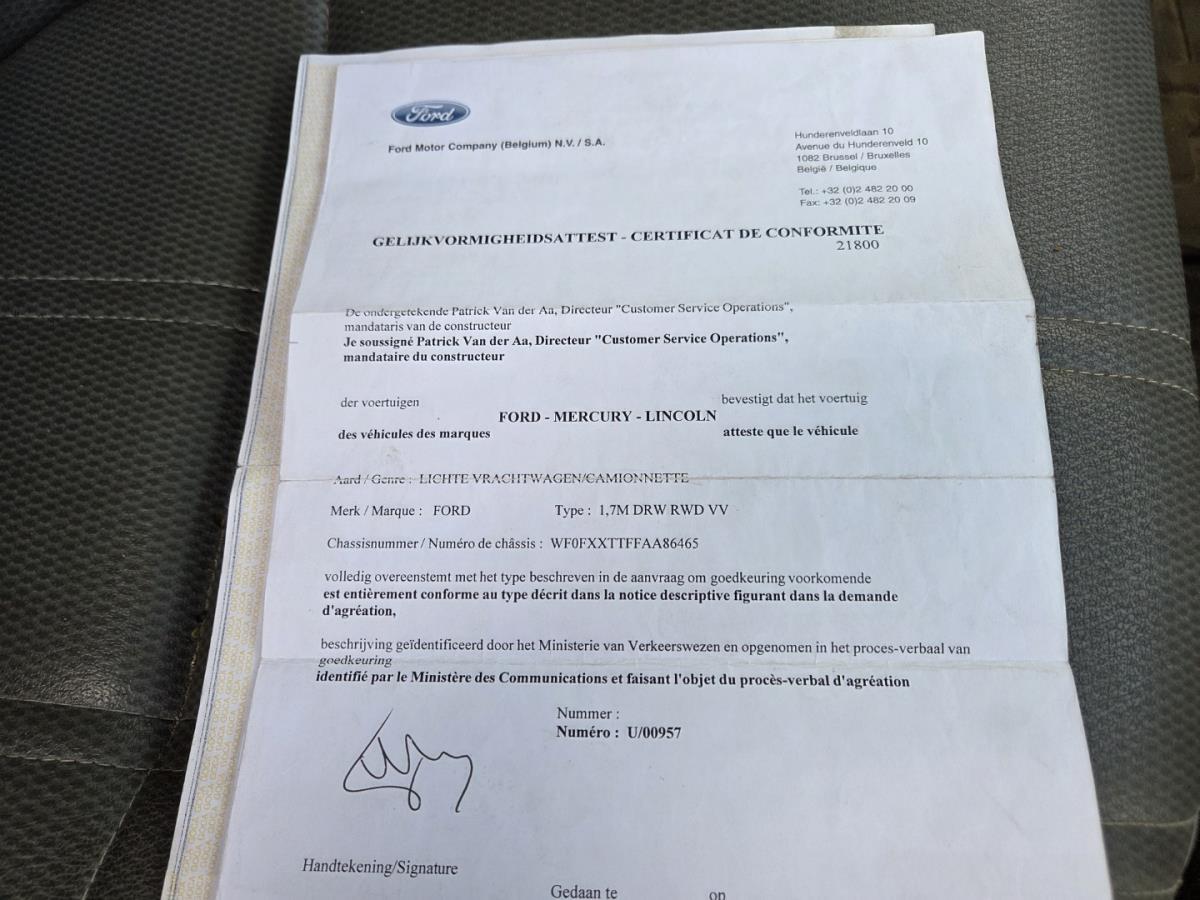 Ford
Ford Motor Company (Belgium) N.V. / S.A.
Hunderenveldlaan 10
Avenue du Hunderenveld 10
1082 Brussel / Bruxelles
België / Belgique
Tel.: +32 (0)2 482 20 00
Fax: +32 (0)2 482 20 09
GELIJKVORMIGHEIDSATTEST - CERTIFICAT DE CONFORMITE
21800
De ondergetekende Patrick Van der Aa, Directeur "Customer Service Operations",
mandataris van de constructeur
Je soussigné Patrick Van der Aa, Directeur "Customer Service Operations",
mandataire du constructeur
der voertuigen bevestigt dat het voertuig
FORD - MERCURY - LINCOLN
des véhicules des marques atteste que le véhicule
Aard / Genre : LICHTE VRACHTWAGEN/CAMIONNETTE
Merk / Marque : FORD Type : 1,7M DRW RWD VV
Chassisnummer / Numéro de châssis : WF0FXXTTFFAA86465
volledig overeenstemt met het type beschreven in de aanvraag om goedkeuring voorkomende
est entièrement conforme au type décrit dans la notice descriptive figurant dans la demande
d'agréation,
beschrijving geïdentificeerd door het Ministerie van Verkeerswezen en opgenomen in het proces-verbaal van
goedkeuring
identifié par le Ministère des Communications et faisant l'objet du procès-verbal d'agréation
Nummer :
Numéro : U/00957
Handtekening/Signature
Gedaan te op